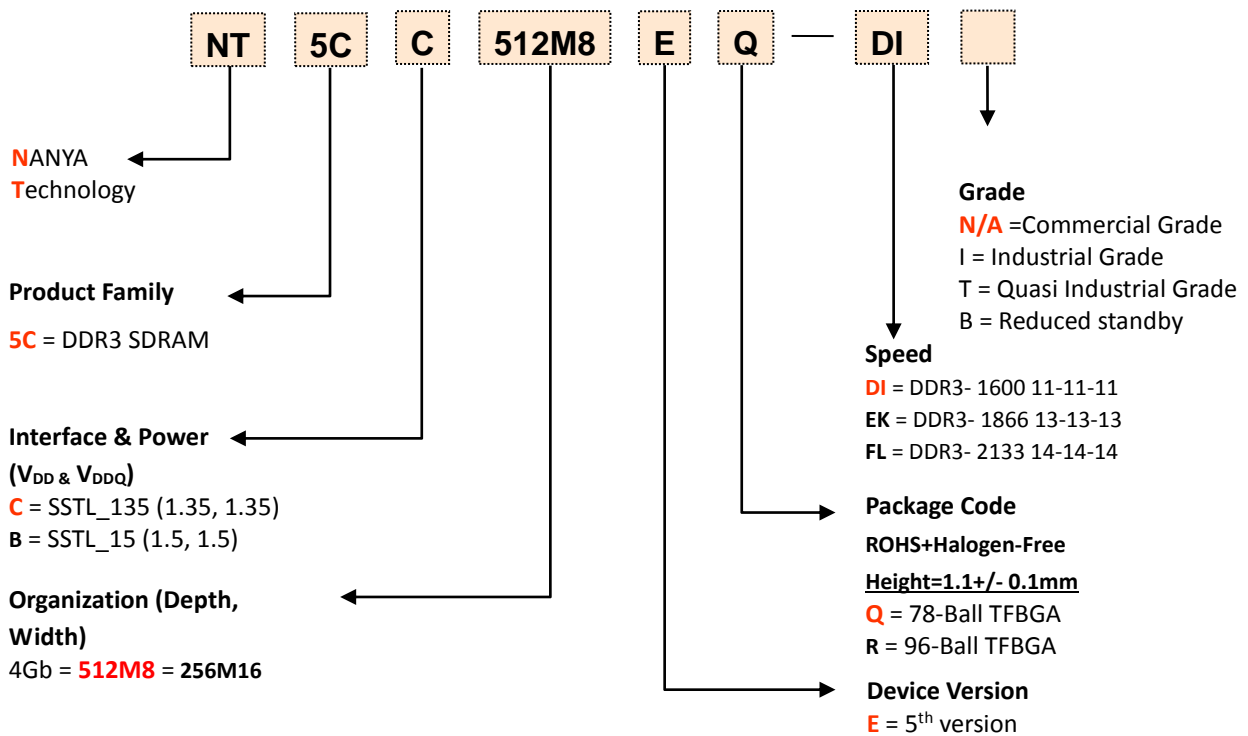 NT 5C C 512M8 E Q — DI
NANYA
Technology
Product Family
5C = DDR3 SDRAM
Interface & Power
(VDD & VDDQ)
C = SSTL_135 (1.35, 1.35)
B = SSTL_15 (1.5, 1.5)
Organization (Depth,
Width)
4Gb = 512M8 = 256M16
Grade
N/A =Commercial Grade
I = Industrial Grade
T = Quasi Industrial Grade
B = Reduced standby
Speed
DI = DDR3- 1600 11-11-11
EK = DDR3- 1866 13-13-13
FL = DDR3- 2133 14-14-14
Package Code
ROHS+Halogen-Free
Height=1.1+/- 0.1mm
Q = 78-Ball TFBGA
R = 96-Ball TFBGA
Device Version
E = 5th version